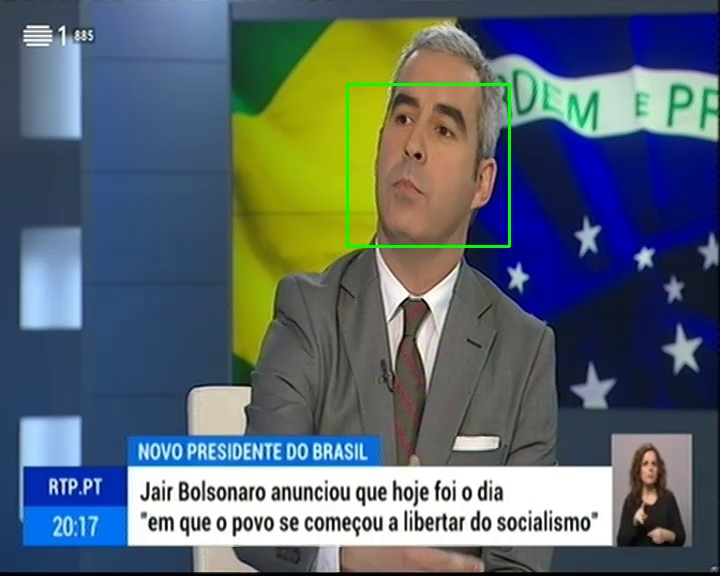 1 885
RDEM E PR
NOVO PRESIDENTE DO BRASIL
RTP.PT
Jair Bolsonaro anunciou que hoje foi o dia
20:17
"em que o povo se começou a libertar do socialismo"